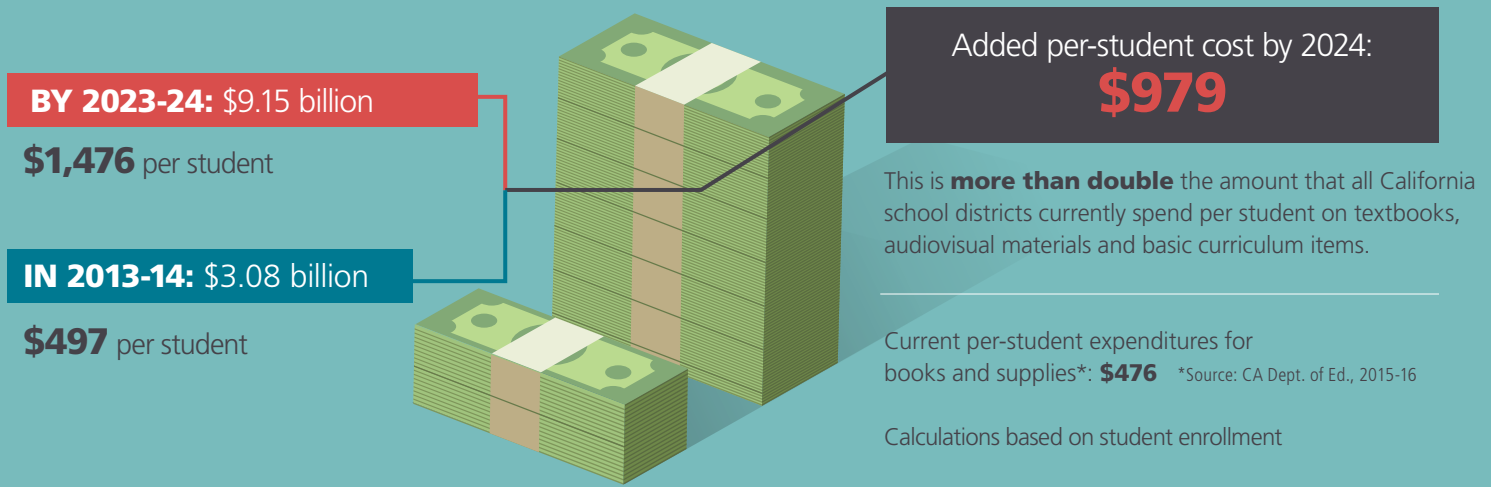 BY 2023-24: $9.15 billion
$1,476 per student
IN 2013-14: $3.08 billion
$497 per student
Added per-student cost by 2024:
$979
This is more than double the amount that all California
school districts currently spend per student on textbooks,
audiovisual materials and basic curriculum items.
Current per-student expenditures for
books and supplies*: $476 *Source: CA Dept. of Ed., 2015-16
Calculations based on student enrollment